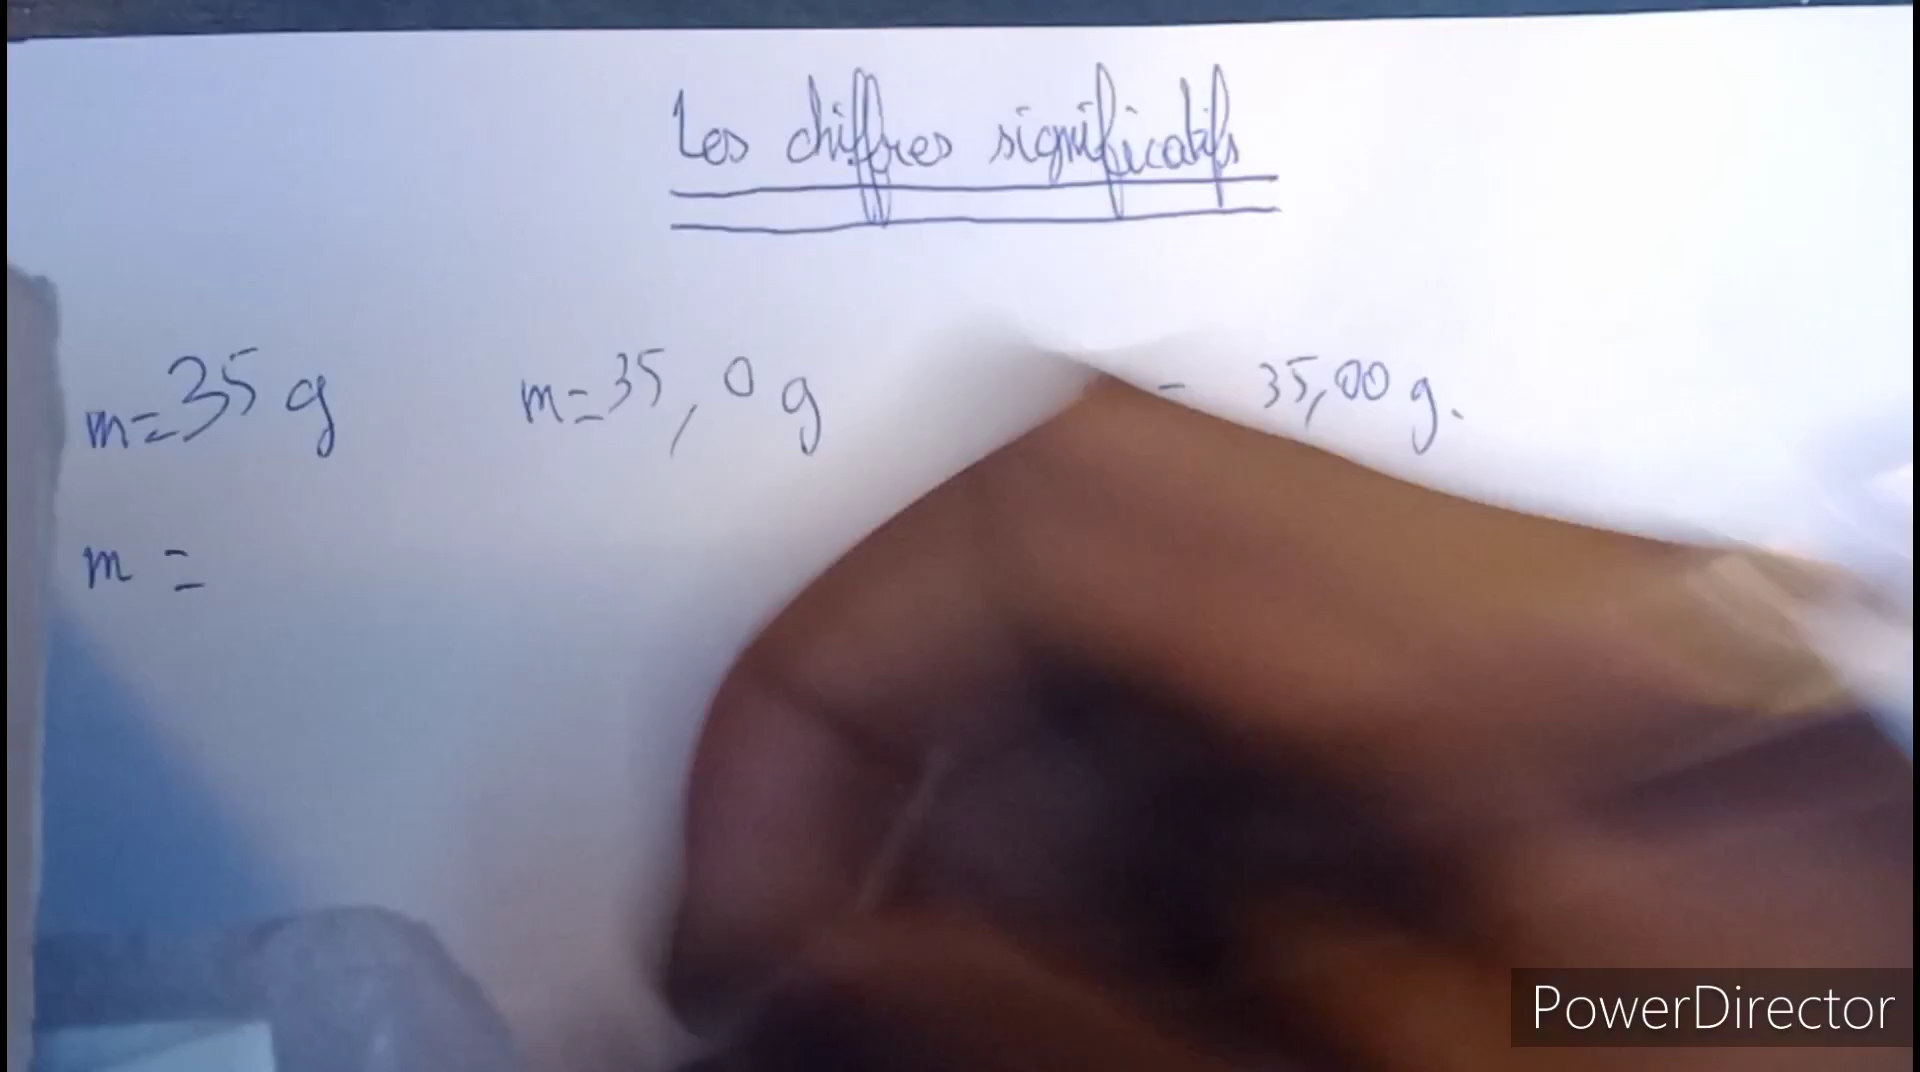 Les chiffres significatifs
m=35 g m=35,0 g = 35,00 g.
m =
PowerDirector